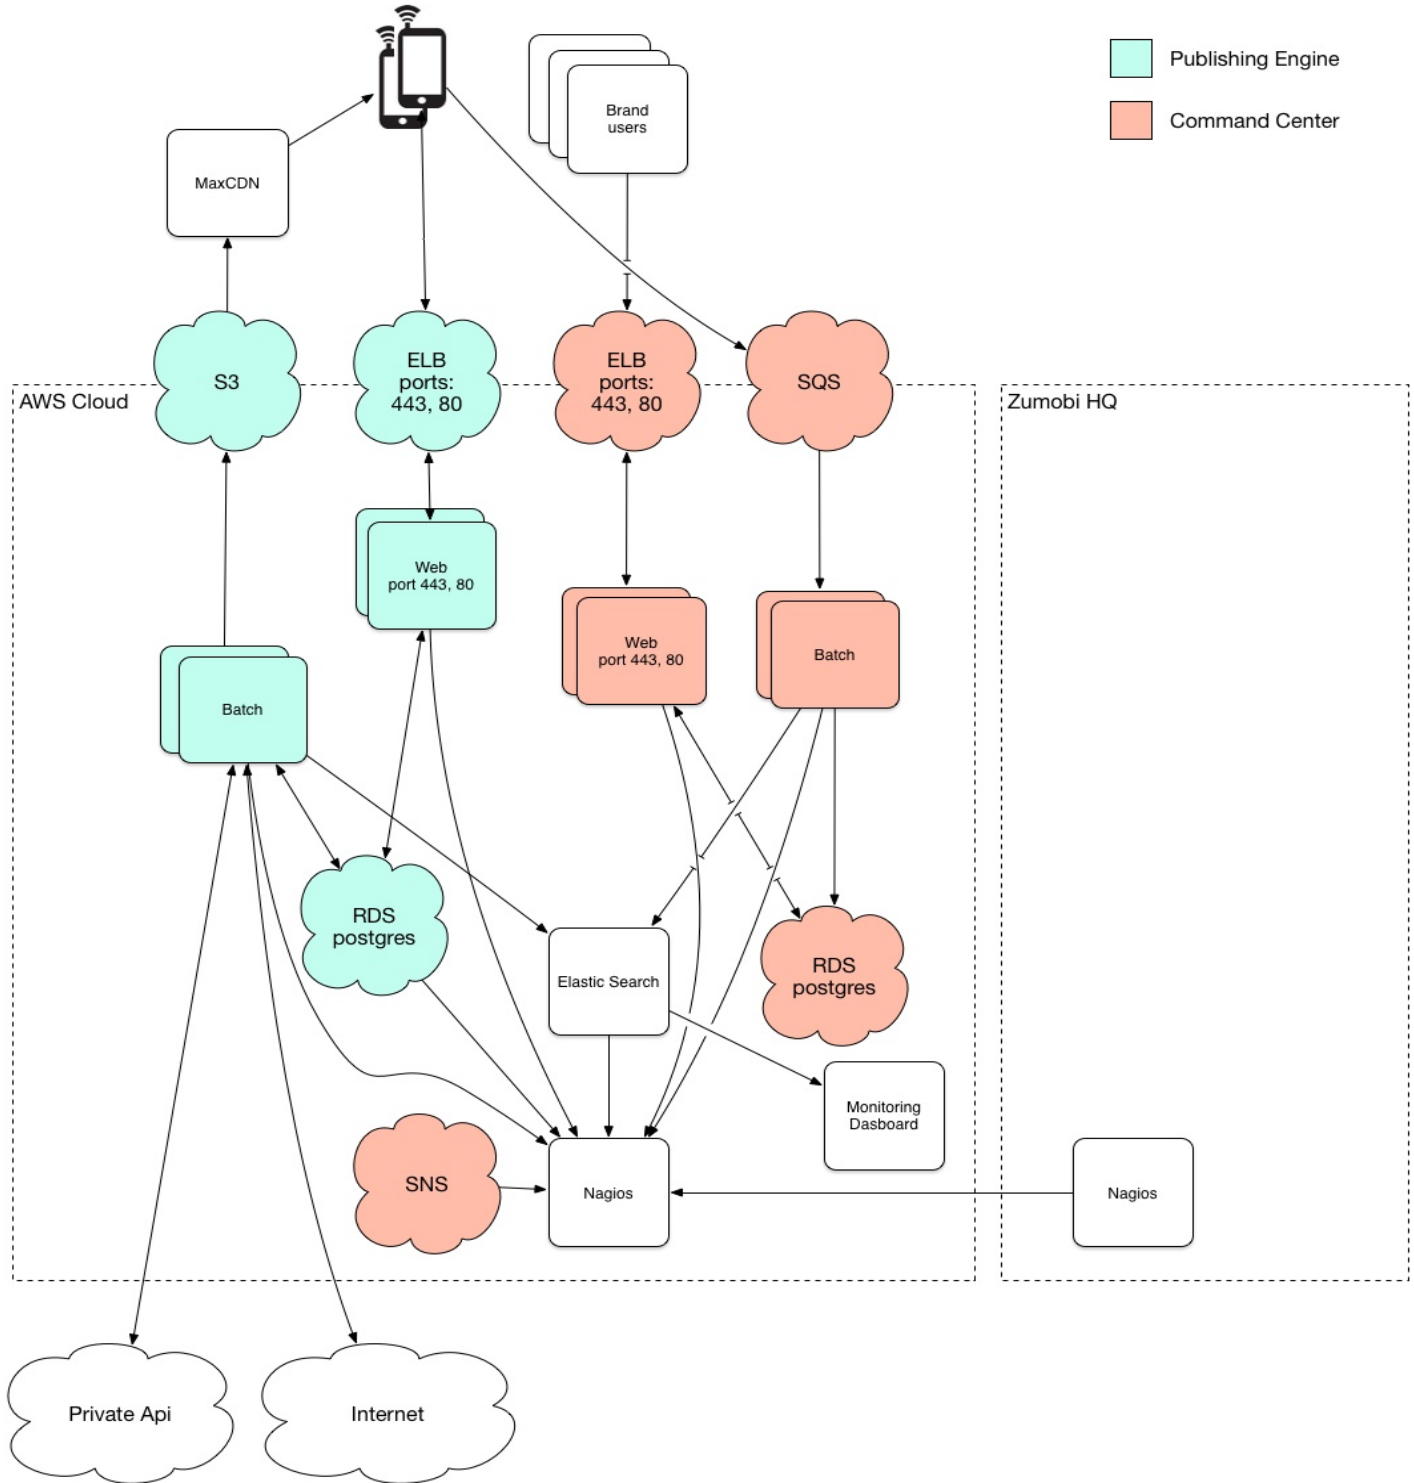 Publishing Engine
Brand
users
Command Center
MaxCDN
S3
ELB
ports:
443, 80
ELB
ports:
443, 80
SQS
AWS Cloud
Zumobi HQ
Web
port 443, 80
Web
port 443, 80
Batch
Batch
RDS
postgres
RDS
postgres
Elastic Search
Monitoring
Dasboard
SNS
Nagios
Nagios
Private Api
Internet